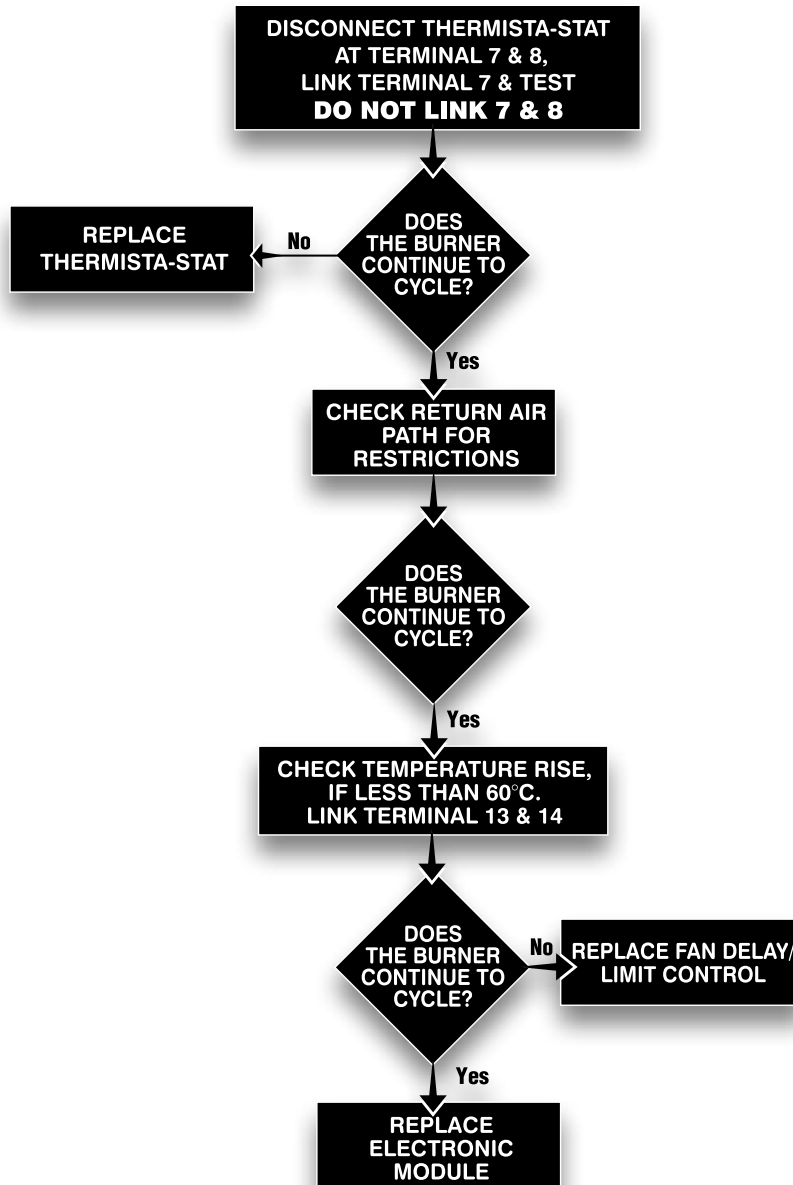 DISCONNECT THERMISTA-STAT
AT TERMINAL 7 & 8,
LINK TERMINAL 7 & TEST
DO NOT LINK 7 & 8
DOES
THE BURNER
CONTINUE TO
CYCLE?
No
REPLACE
THERMISTA-STAT
Yes
CHECK RETURN AIR
PATH FOR
RESTRICTIONS
DOES
THE BURNER
CONTINUE TO
CYCLE?
Yes
CHECK TEMPERATURE RISE,
IF LESS THAN 60°C.
LINK TERMINAL 13 & 14
DOES
THE BURNER
CONTINUE TO
CYCLE?
No
REPLACE FAN DELAY/
LIMIT CONTROL
Yes
REPLACE
ELECTRONIC
MODULE